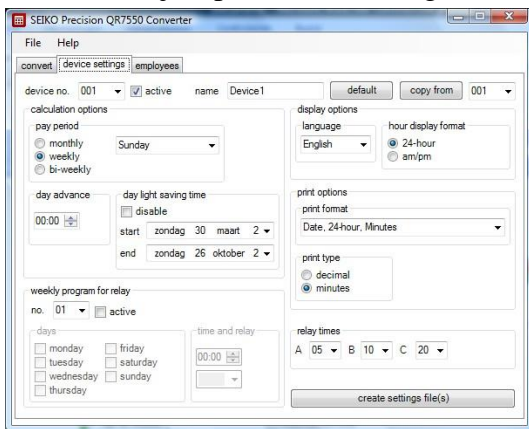 SEIKO Precision QR7550 Converter
File Help
convert device settings employees
device no. 001 active name Device1 default copy from 001
calculation options
pay period
monthly
weekly
bi-weekly
Sunday
day advance
00:00
day light saving time
disable
start zondag 30 maart 2
end zondag 26 oktober 2
weekly program for relay
no. 01 active
days
monday friday
tuesday saturday
wednesday sunday
thursday
time and relay
00:00
display options
language
English
hour display format
24-hour
am/pm
print options
print format
Date, 24-hour, Minutes
print type
decimal
minutes
relay times
A 05 B 10 C 20
create settings file(s)